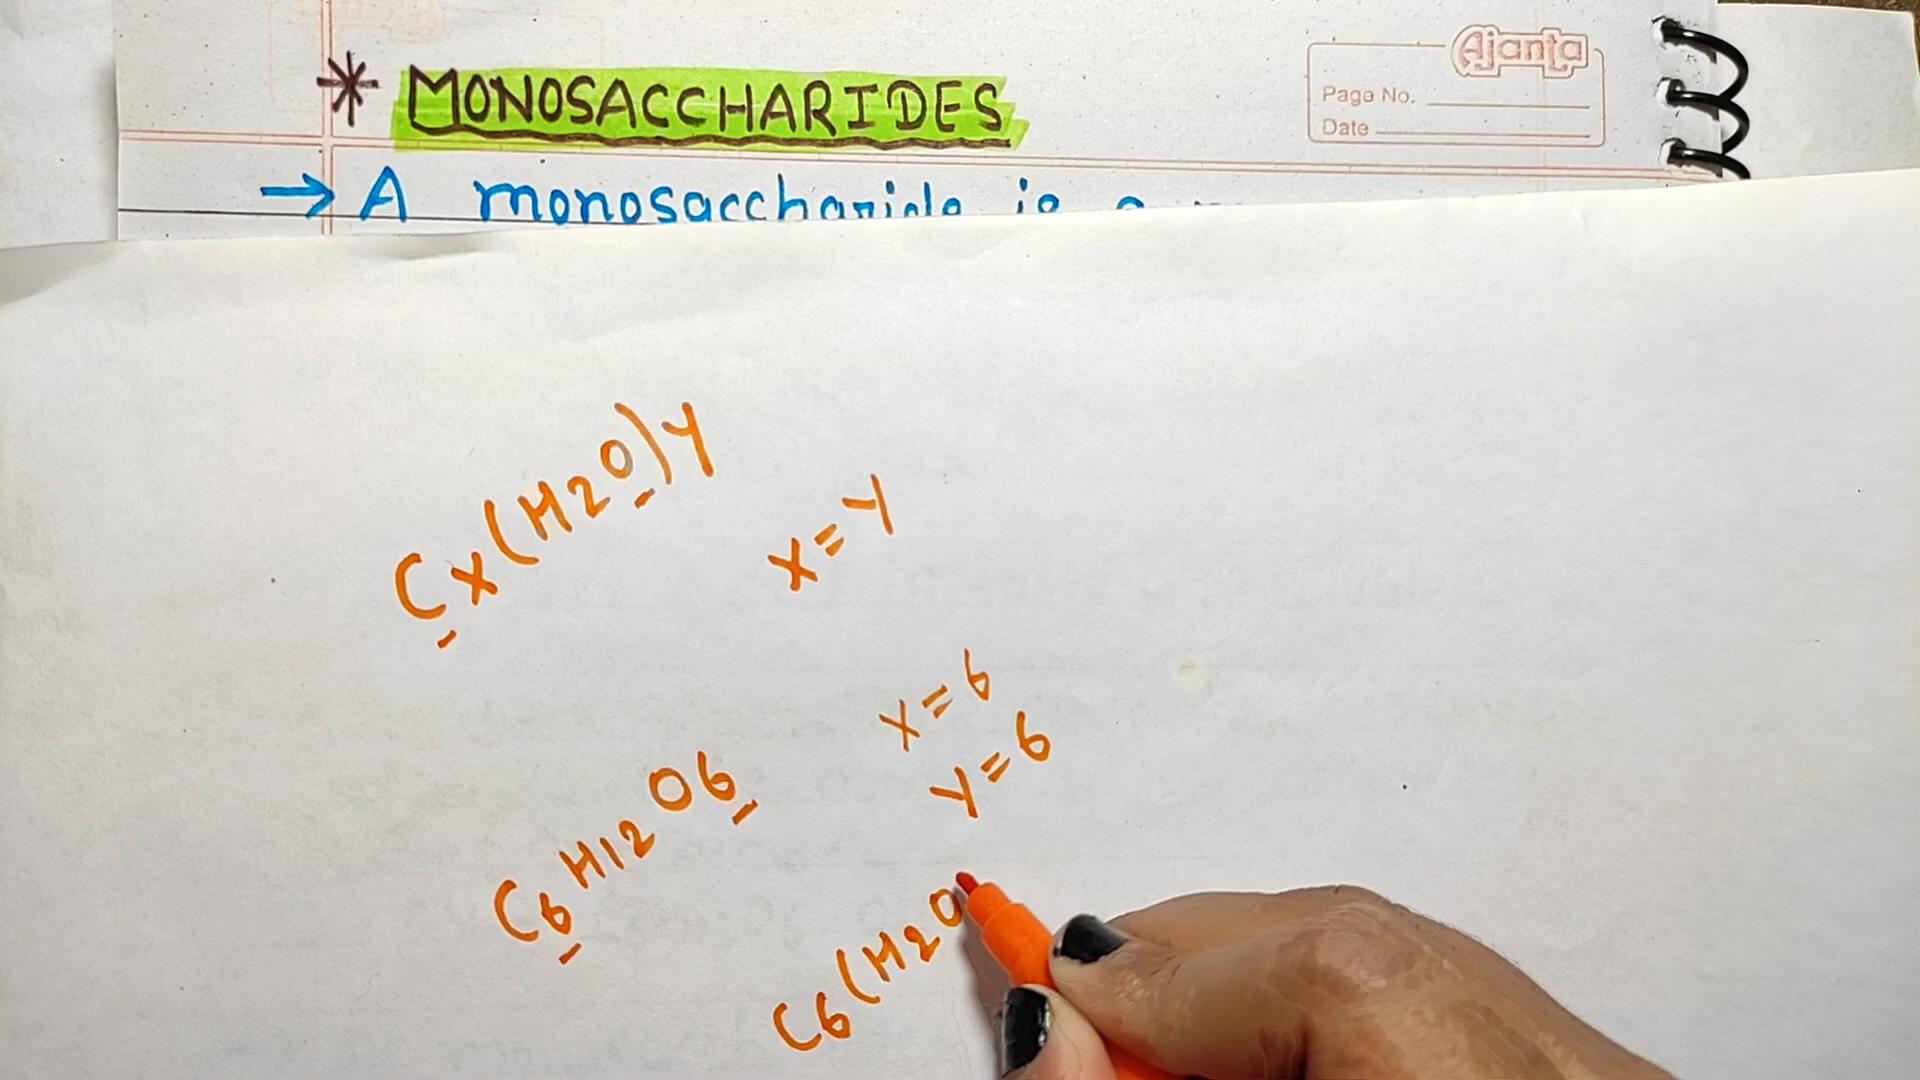 Ajanta
Page No.
Date
* MONOSACCHARIDES
→ A monosaccharide is a
Cx(H2O)Y
X=Y
X=6
Y=6
C6H12O6
C6(H2O